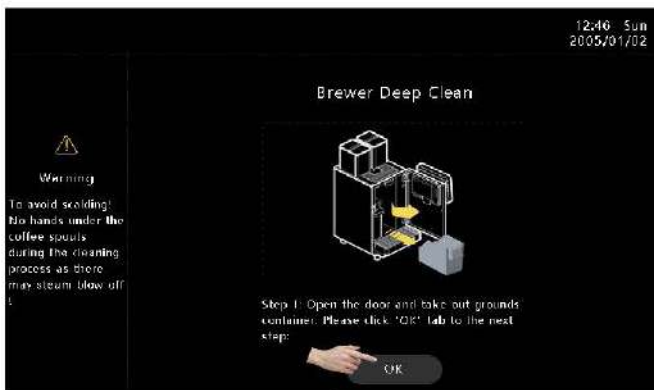 12:46 Sun
2005/01/02
Brewer Deep Clean
Warning
To avoid scalding!
No hands under the
coffee spouts
during the cleaning
process as there
may steam blow off
!
Step 1: Open the door and take out grounds
container. Please click "OK" tab to the next
step:
OK